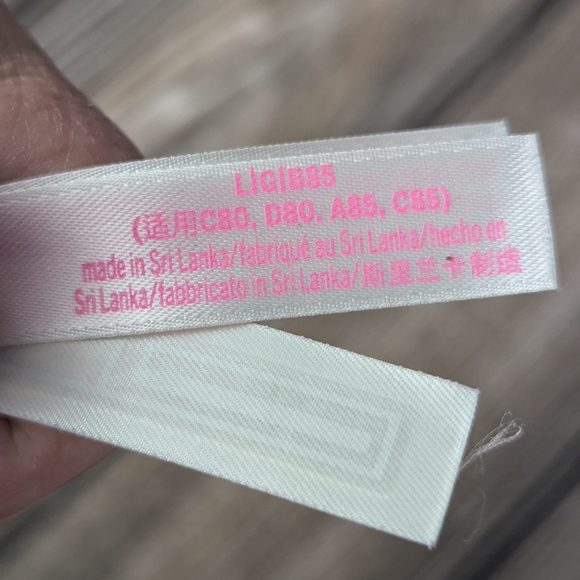 L|G|B85
(适用C80, D80, A85, C85)
made in Sri Lanka/fabriqué au Sri Lanka/hecho en
Sri Lanka/fabbricato in Sri Lanka/斯里兰卡制造